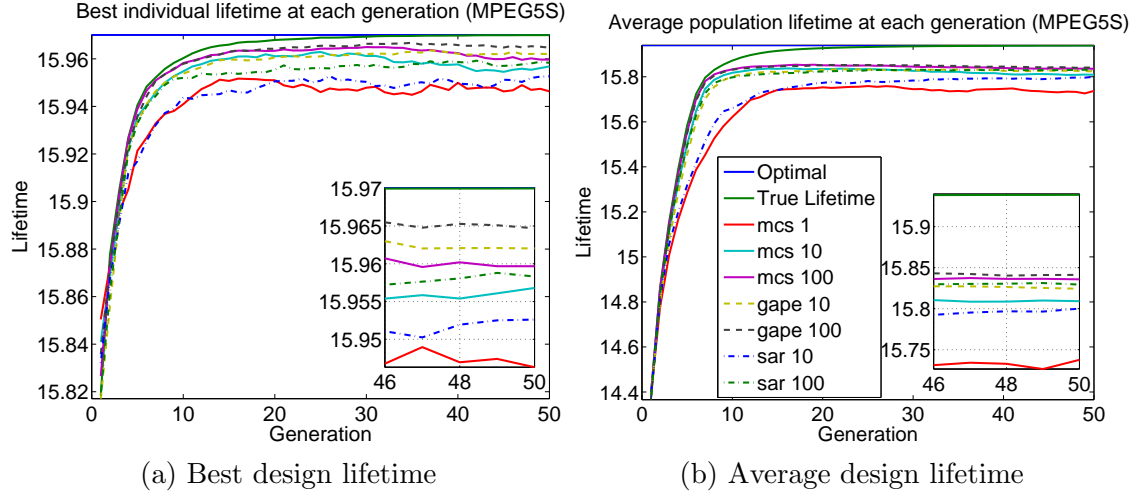 Best individual lifetime at each generation (MPEG5S)
15.96
15.94
15.92
15.9
15.88
15.86
15.84
15.82
Lifetime
0
10
20
30
40
50
Generation
15.97
15.965
15.96
15.955
15.95
46
48
50
(a) Best design lifetime
Average population lifetime at each generation (MPEG5S)
15.8
15.6
15.4
15.2
15
14.8
14.6
14.4
Lifetime
0
10
20
30
40
50
Generation
Optimal
True Lifetime
mcs 1
mcs 10
mcs 100
gape 10
gape 100
sar 10
sar 100
15.9
15.85
15.8
15.75
46
48
50
(b) Average design lifetime